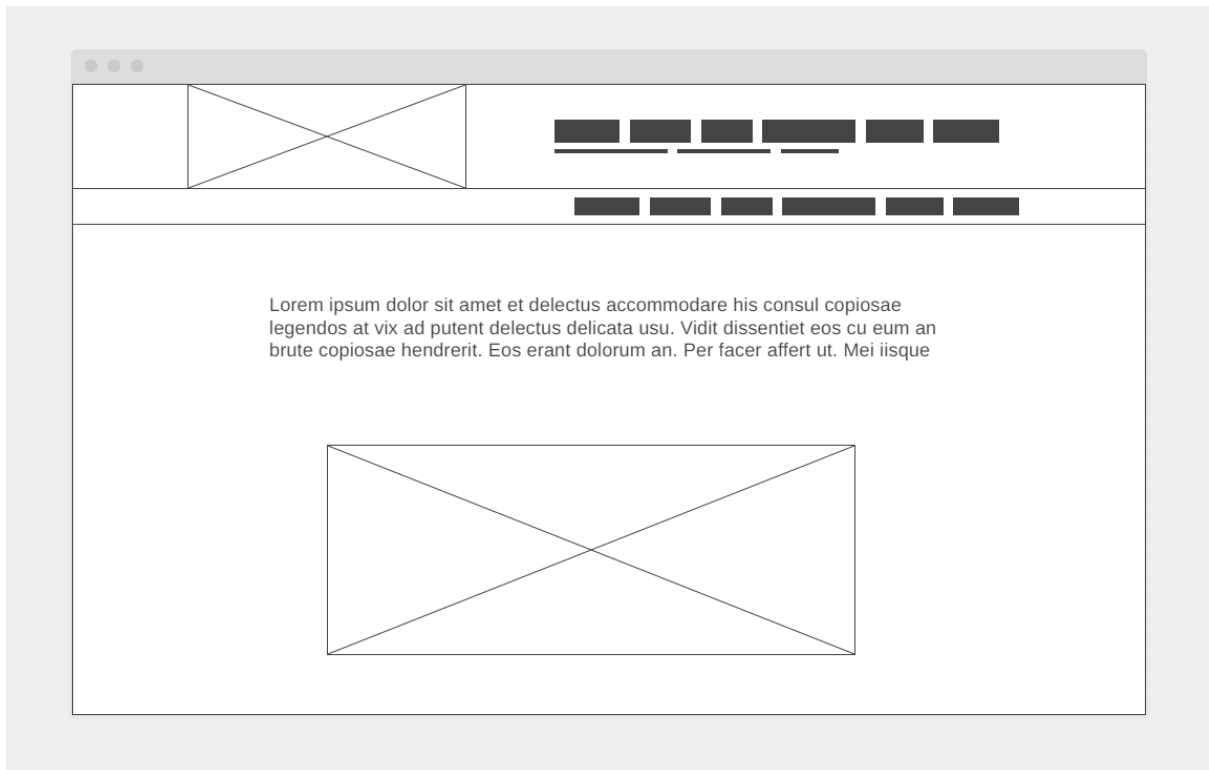 Lorem ipsum dolor sit amet et delectus accommodare his consul copiosae
legendos at vix ad putent delectus delicata usu. Vidit dissentiet eos cu eum an
brute copiosae hendrerit. Eos erant dolorum an. Per facer affert ut. Mei iisque